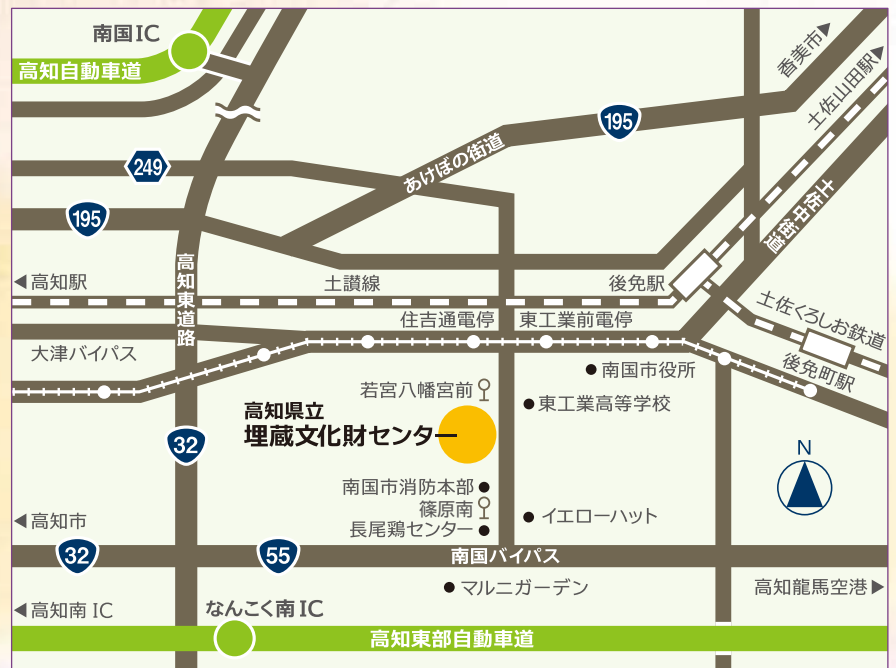 南国IC
高知自動車道
香美市▶
土佐山田駅▶
195
249
あけぼの街道
195
土佐中街道
高知東道路
◀高知駅
土讃線
後免駅
土佐くろしお鉄道
住吉通電停
東工業前電停
大津バイパス
後免町駅
南国市役所
若宮八幡宮前
東工業高等学校
高知県立
埋蔵文化財センター
32
N
南国市消防本部
篠原南
長尾鶏センター
イエローハット
◀高知市
32
55
南国バイパス
マルニガーデン
高知龍馬空港▶
◀高知南IC
なんこく南IC
高知東部自動車道